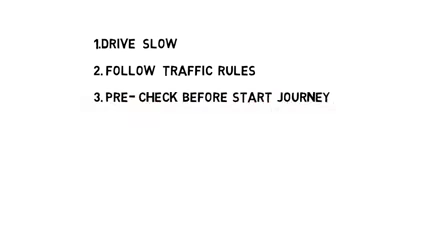 1.DRIVE SLOW
2. FOLLOW TRAFFIC RULES
3. PRE- CHECK BEFORE START JOURNEY